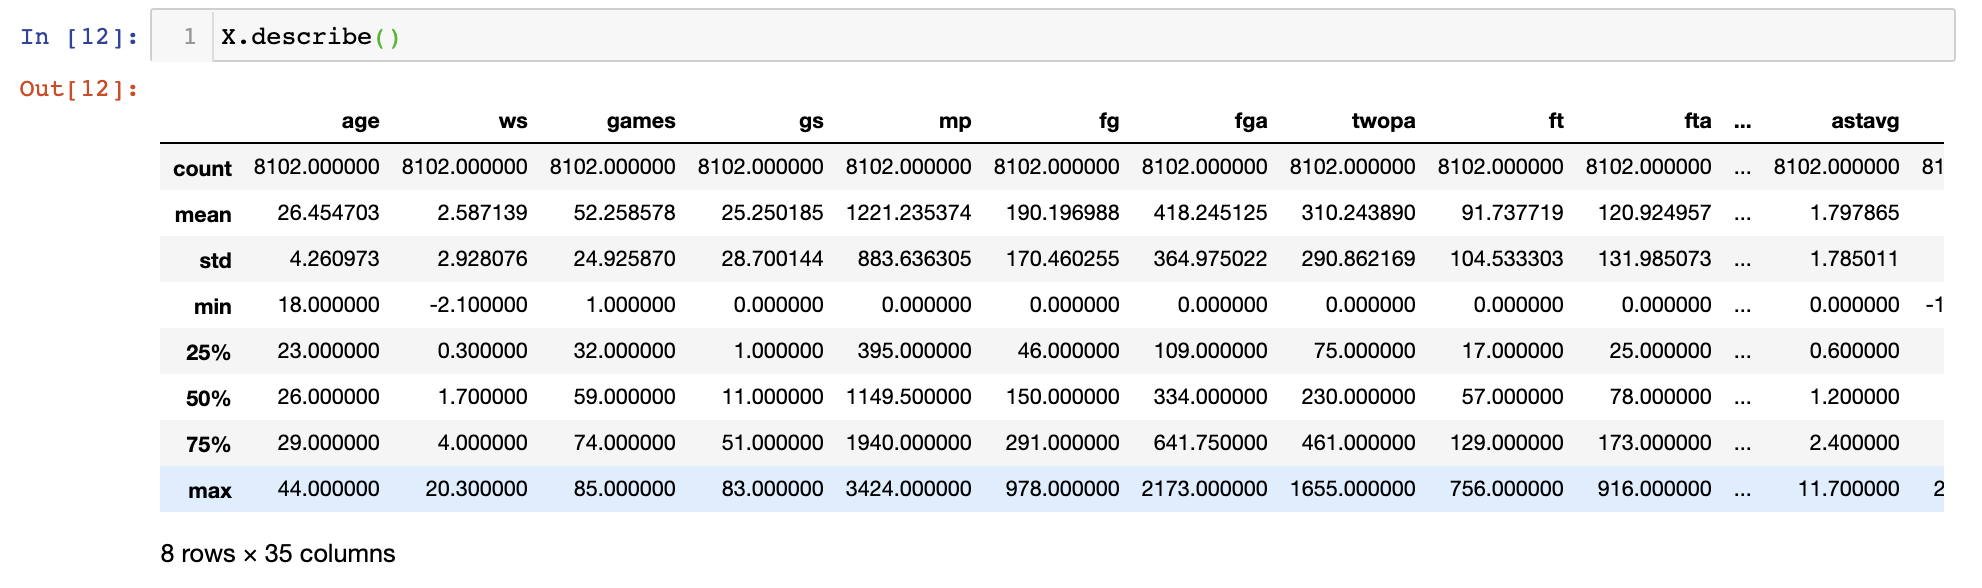 In [12]: 1 X.describe()
Out[12]:
age ws games gs mp fg fga twopa ft fta ... astavg
count 8102.000000 8102.000000 8102.000000 8102.000000 8102.000000 8102.000000 8102.000000 8102.000000 8102.000000 8102.000000 ... 8102.000000 81
mean 26.454703 2.587139 52.258578 25.250185 1221.235374 190.196988 418.245125 310.243890 91.737719 120.924957 ... 1.797865
std 4.260973 2.928076 24.925870 28.700144 883.636305 170.460255 364.975022 290.862169 104.533303 131.985073 ... 1.785011
min 18.000000 -2.100000 1.000000 0.000000 0.000000 0.000000 0.000000 0.000000 0.000000 0.000000 ... 0.000000 -1
25% 23.000000 0.300000 32.000000 1.000000 395.000000 46.000000 109.000000 75.000000 17.000000 25.000000 ... 0.600000
50% 26.000000 1.700000 59.000000 11.000000 1149.500000 150.000000 334.000000 230.000000 57.000000 78.000000 ... 1.200000
75% 29.000000 4.000000 74.000000 51.000000 1940.000000 291.000000 641.750000 461.000000 129.000000 173.000000 ... 2.400000
max 44.000000 20.300000 85.000000 83.000000 3424.000000 978.000000 2173.000000 1655.000000 756.000000 916.000000 ... 11.700000 2
8 rows × 35 columns